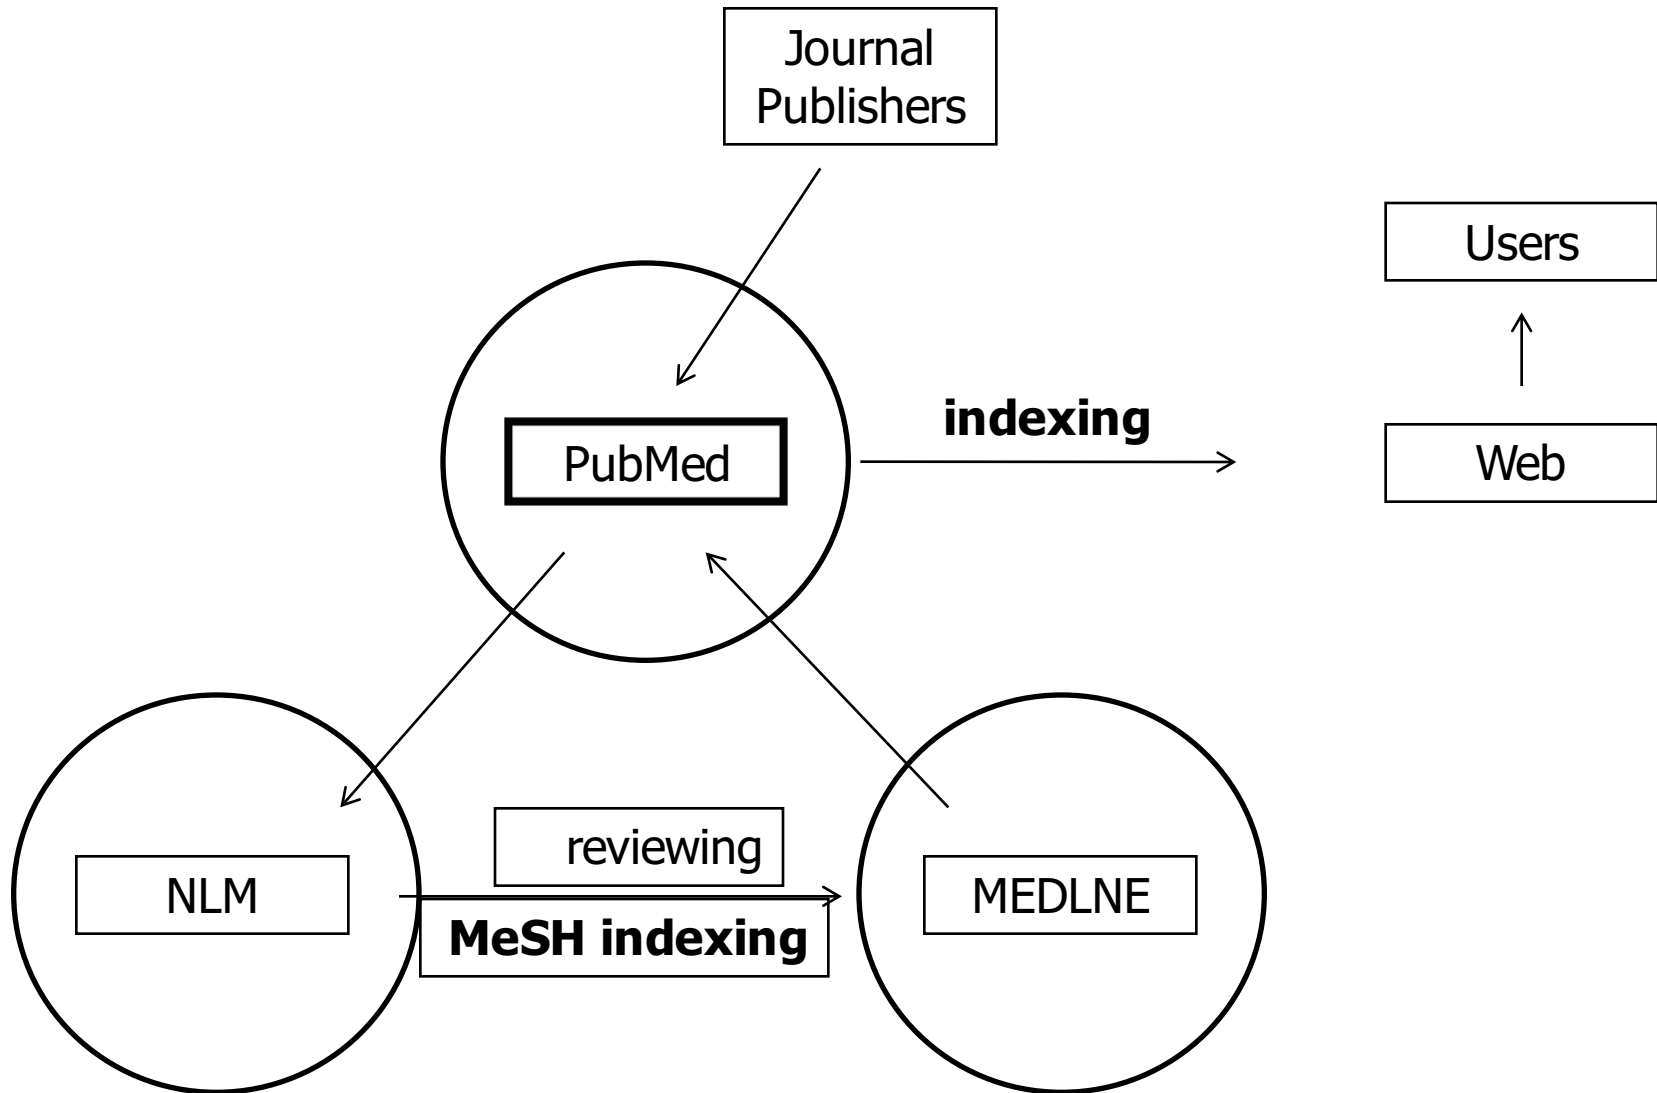 Journal
Publishers
Users
indexing
PubMed
Web
reviewing
NLM
MEDLNE
MeSH indexing